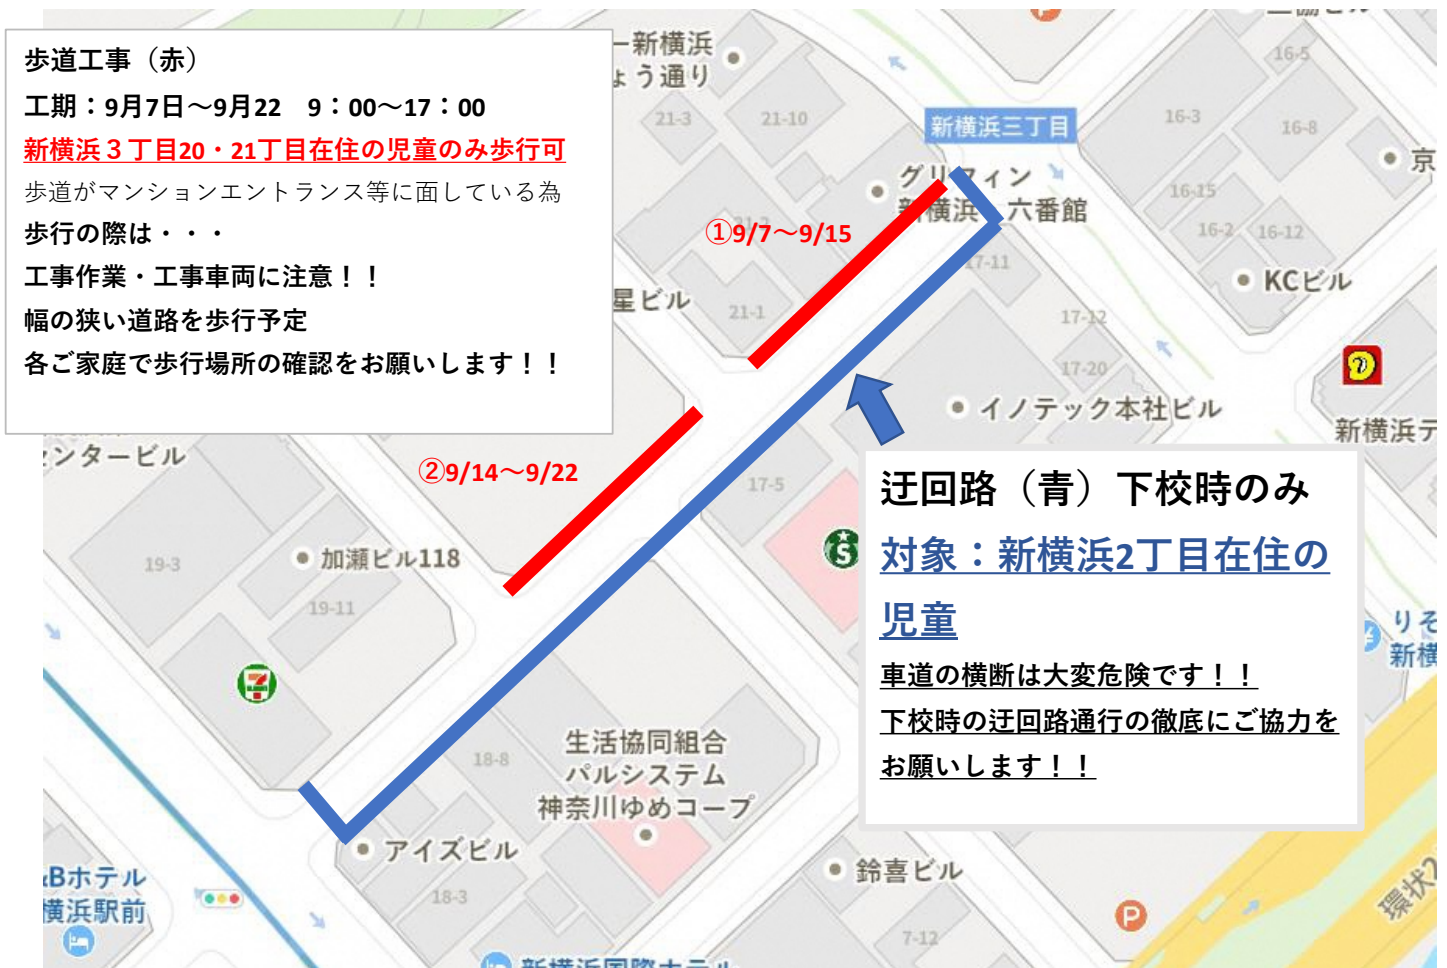 歩道工事（赤）
工期：9月7日～9月22　9：00～17：00
新横浜３丁目20・21丁目在住の児童のみ歩行可
歩道がマンションエントランス等に面している為
歩行の際は・・・
工事作業・工事車両に注意！！
幅の狭い道路を歩行予定
各ご家庭で歩行場所の確認をお願いします！！
ー新横浜
ょう通り
21-3
21-10
新横浜三丁目
16-5
16-3
16-8
京
グリフィン
新横浜 六番館
16-15
16-2
16-12
①9/7～9/15
17-11
KCビル
星ビル
21-1
17-12
17-20
イノテック本社ビル
新横浜デ
ンタービル
②9/14～9/22
17-5
迂回路（青）下校時のみ
対象：新横浜2丁目在住の
児童
車道の横断は大変危険です！！
下校時の迂回路通行の徹底にご協力を
お願いします！！
加瀬ビル118
19-3
19-11
りそ
新横
生活協同組合
パルシステム
神奈川ゆめコープ
18-8
アイズビル
18-3
Bホテル
横浜駅前
鈴喜ビル
P
環状2
7-12
新横浜国際ホテル